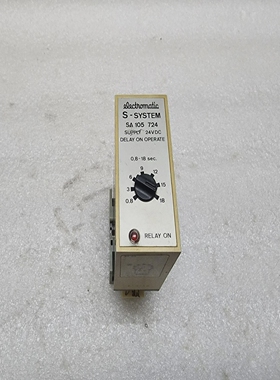 electromatic
S-SYSTEM
SA 105 724
SUPPLY 24VDC
DELAY ON OPERATE
0,8-18 sec.
9
6
12
3
15
0.8
18
RELAY ON